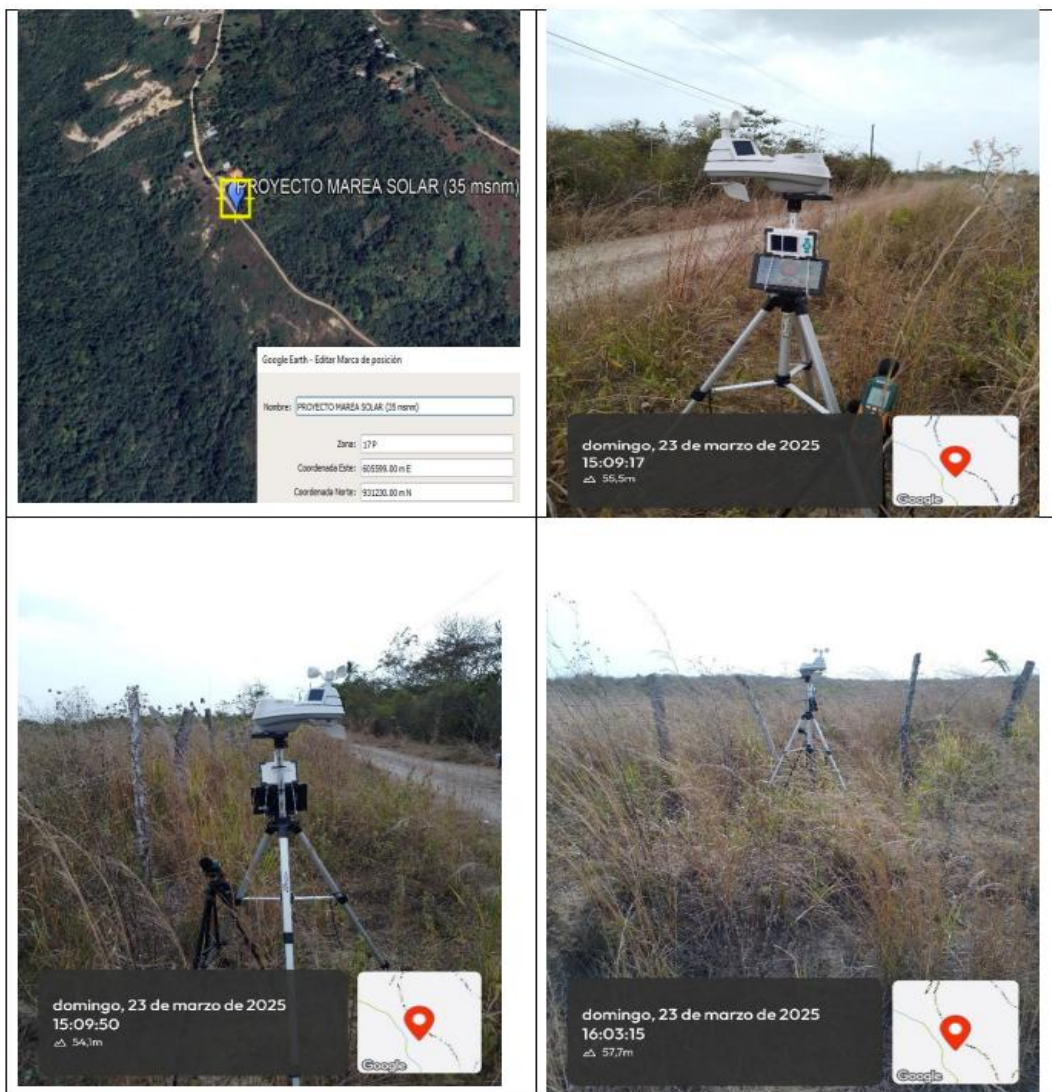 PROYECTO MAREA SOLAR (35 msnm)
Google Earth - Editar Marca de posición
Nombre: PROYECTO MAREA SOLAR (35 msnm)
Zona: 17 P
Coordenada Este: 605599.00 m E
Coordenada Norte: 931230.00 m N
domingo, 23 de marzo de 2025
15:09:17
55,5m
Google
domingo, 23 de marzo de 2025
15:09:50
54,1m
Google
domingo, 23 de marzo de 2025
16:03:15
57,7m
Google